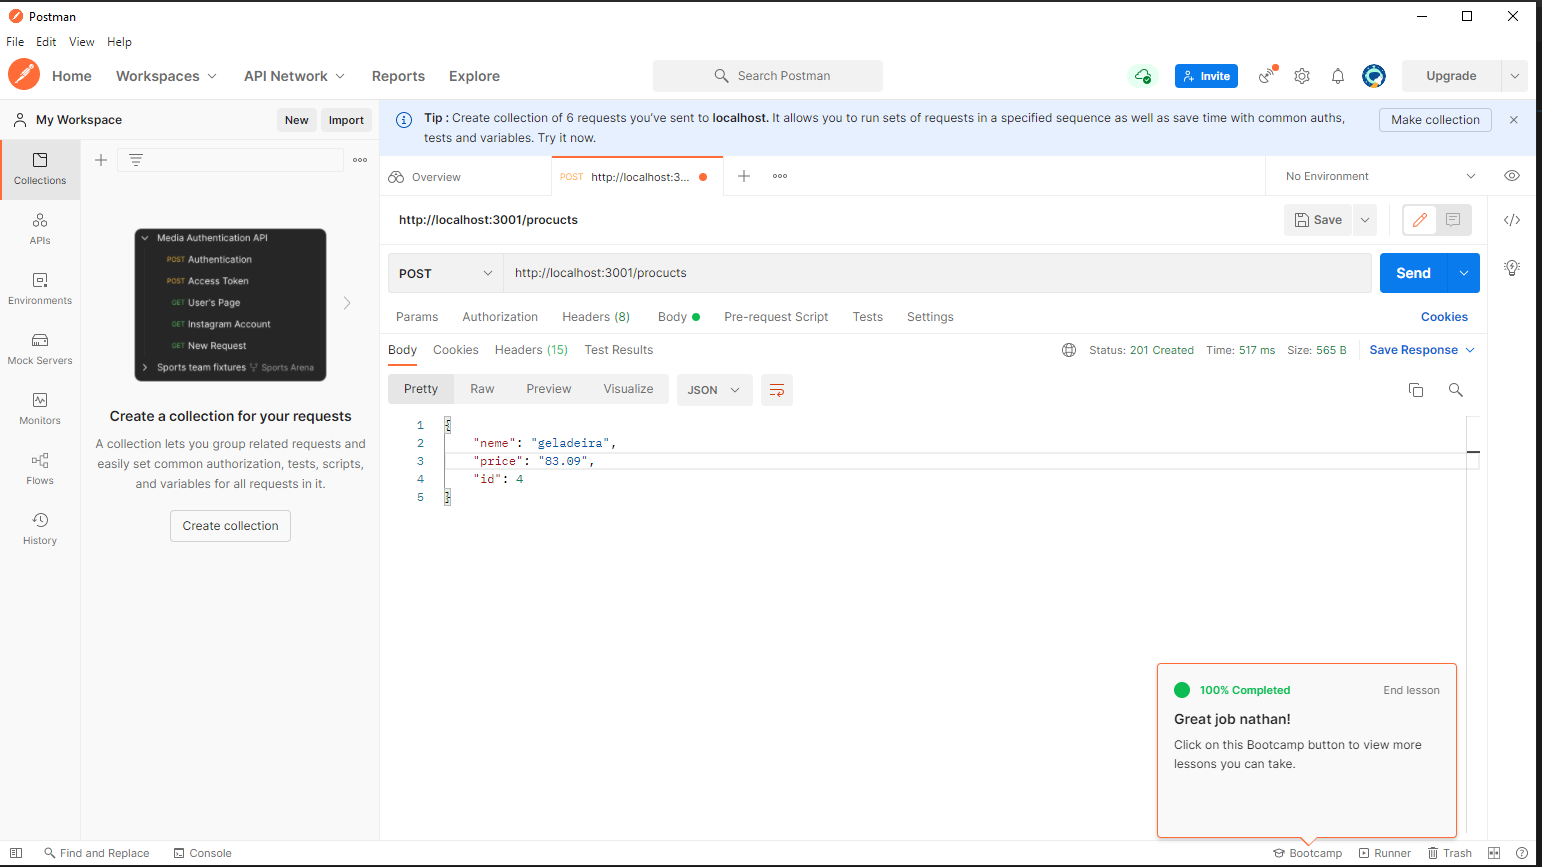 Postman
File Edit View Help
Home Workspaces API Network Reports Explore Search Postman Invite Upgrade
My Workspace New Import
Tip : Create collection of 6 requests you've sent to localhost. It allows you to run sets of requests in a specified sequence as well as save time with common auths,
tests and variables. Try it now.
Make collection
Collections
APIs
Environments
Mock Servers
Monitors
Flows
History
Media Authentication API
POST Authentication
POST Access Token
GET User's Page
GET Instagram Account
GET New Request
Sports team fixtures Sports Arena
Create a collection for your requests
A collection lets you group related requests and
easily set common authorization, tests, scripts,
and variables for all requests in it.
Create collection
Overview POST http://localhost:3... No Environment
http://localhost:3001/procucts Save
POST http://localhost:3001/procucts Send
Params Authorization Headers (8) Body Pre-request Script Tests Settings Cookies
Body Cookies Headers (15) Test Results Status: 201 Created Time: 517 ms Size: 565 B Save Response
Pretty Raw Preview Visualize JSON
1 {
2 "neme": "geladeira",
3 "price": "83.09",
4 "id": 4
5 }
100% Completed End lesson
Great job nathan!
Click on this Bootcamp button to view more
lessons you can take.
Find and Replace Console Bootcamp Runner Trash